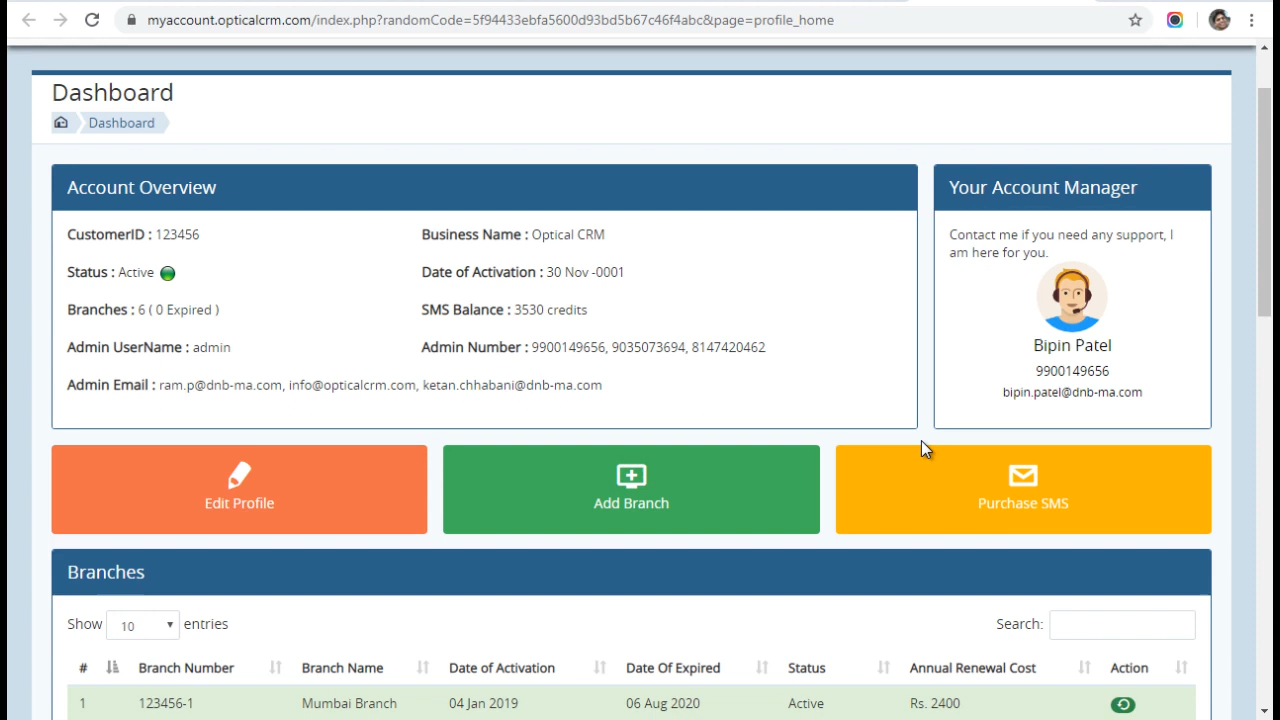 myaccount.opticalcrm.com/index.php?randomCode=5f94433ebfa5600d93bd5b67c46f4abc&page=profile_home
Dashboard
Dashboard
Account Overview
CustomerID : 123456
Business Name : Optical CRM
Status : Active
Date of Activation : 30 Nov -0001
Branches : 6 ( 0 Expired )
SMS Balance : 3530 credits
Admin UserName : admin
Admin Number : 9900149656, 9035073694, 8147420462
Admin Email : ram.p@dnb-ma.com, info@opticalcrm.com, ketan.chhabani@dnb-ma.com
Your Account Manager
Contact me if you need any support, I
am here for you.
Bipin Patel
9900149656
bipin.patel@dnb-ma.com
Edit Profile
Add Branch
Purchase SMS
Branches
Show 10 entries
Search:
# Branch Number Branch Name Date of Activation Date Of Expired Status Annual Renewal Cost Action
1 123456-1 Mumbai Branch 04 Jan 2019 06 Aug 2020 Active Rs. 2400